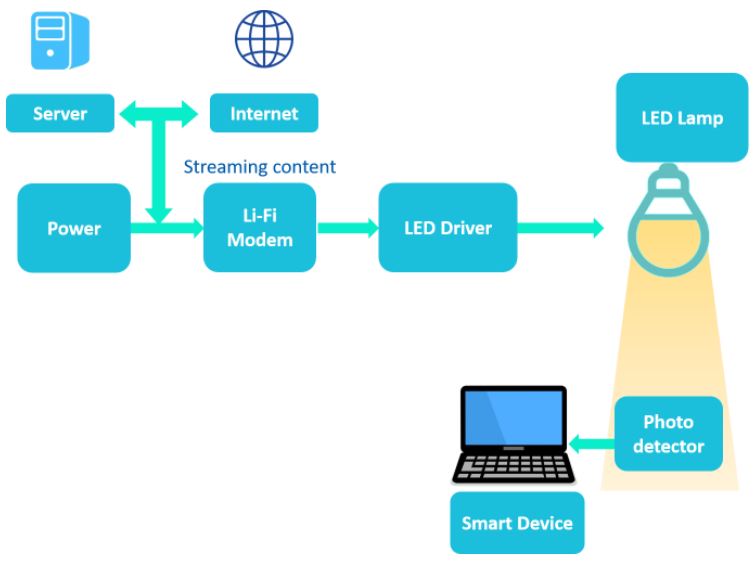 Server
Internet
LED Lamp
Streaming content
Power
Li-Fi
Modem
LED Driver
Photo
detector
Smart Device